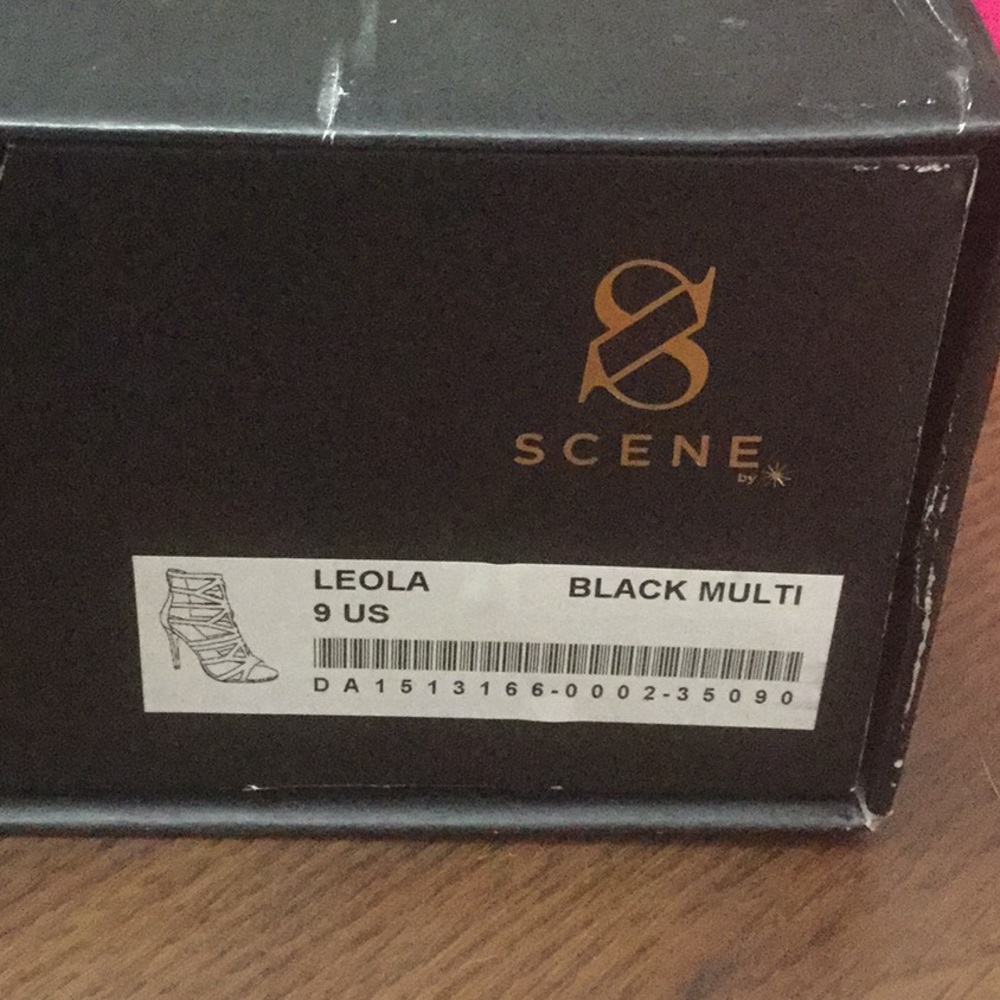 SCENE
by
LEOLA BLACK MULTI
9 US
DA1513166-0002-35090